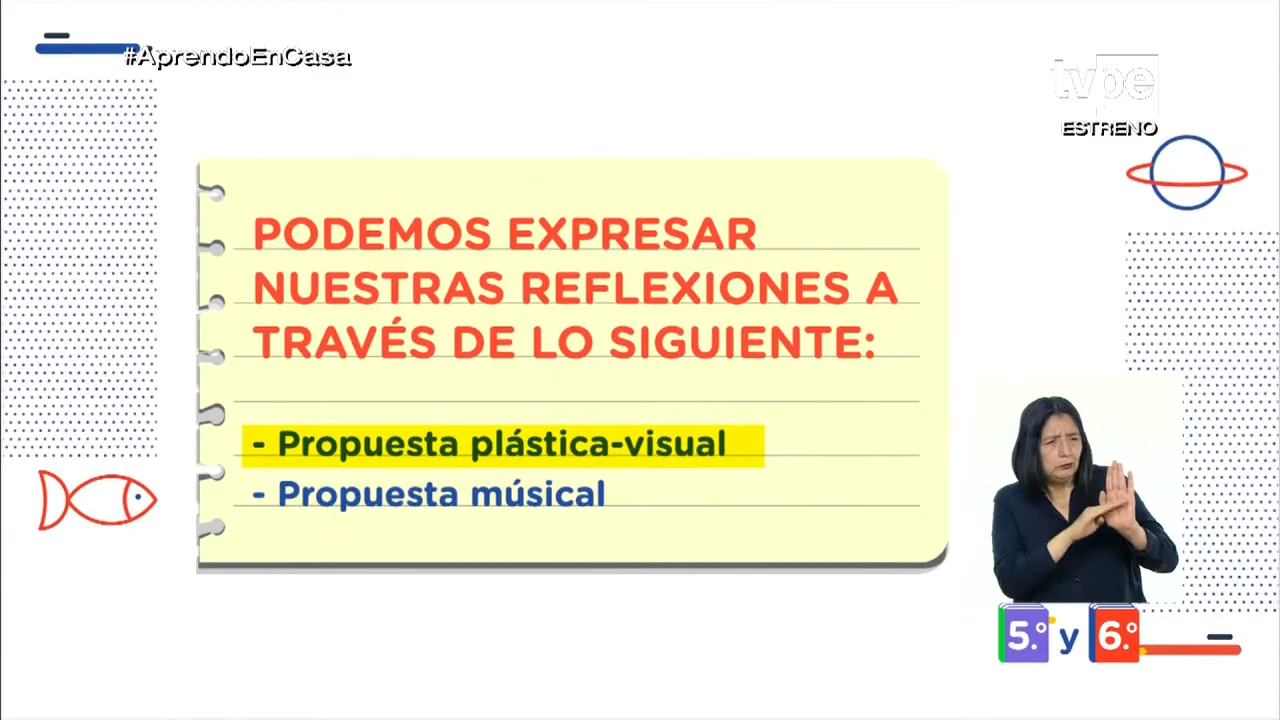 #AprendoEnCasa
tvpe
ESTRENO
PODEMOS EXPRESAR
NUESTRAS REFLEXIONES A
TRAVÉS DE LO SIGUIENTE:
- Propuesta plástica-visual
- Propuesta músical
5.° y 6.°